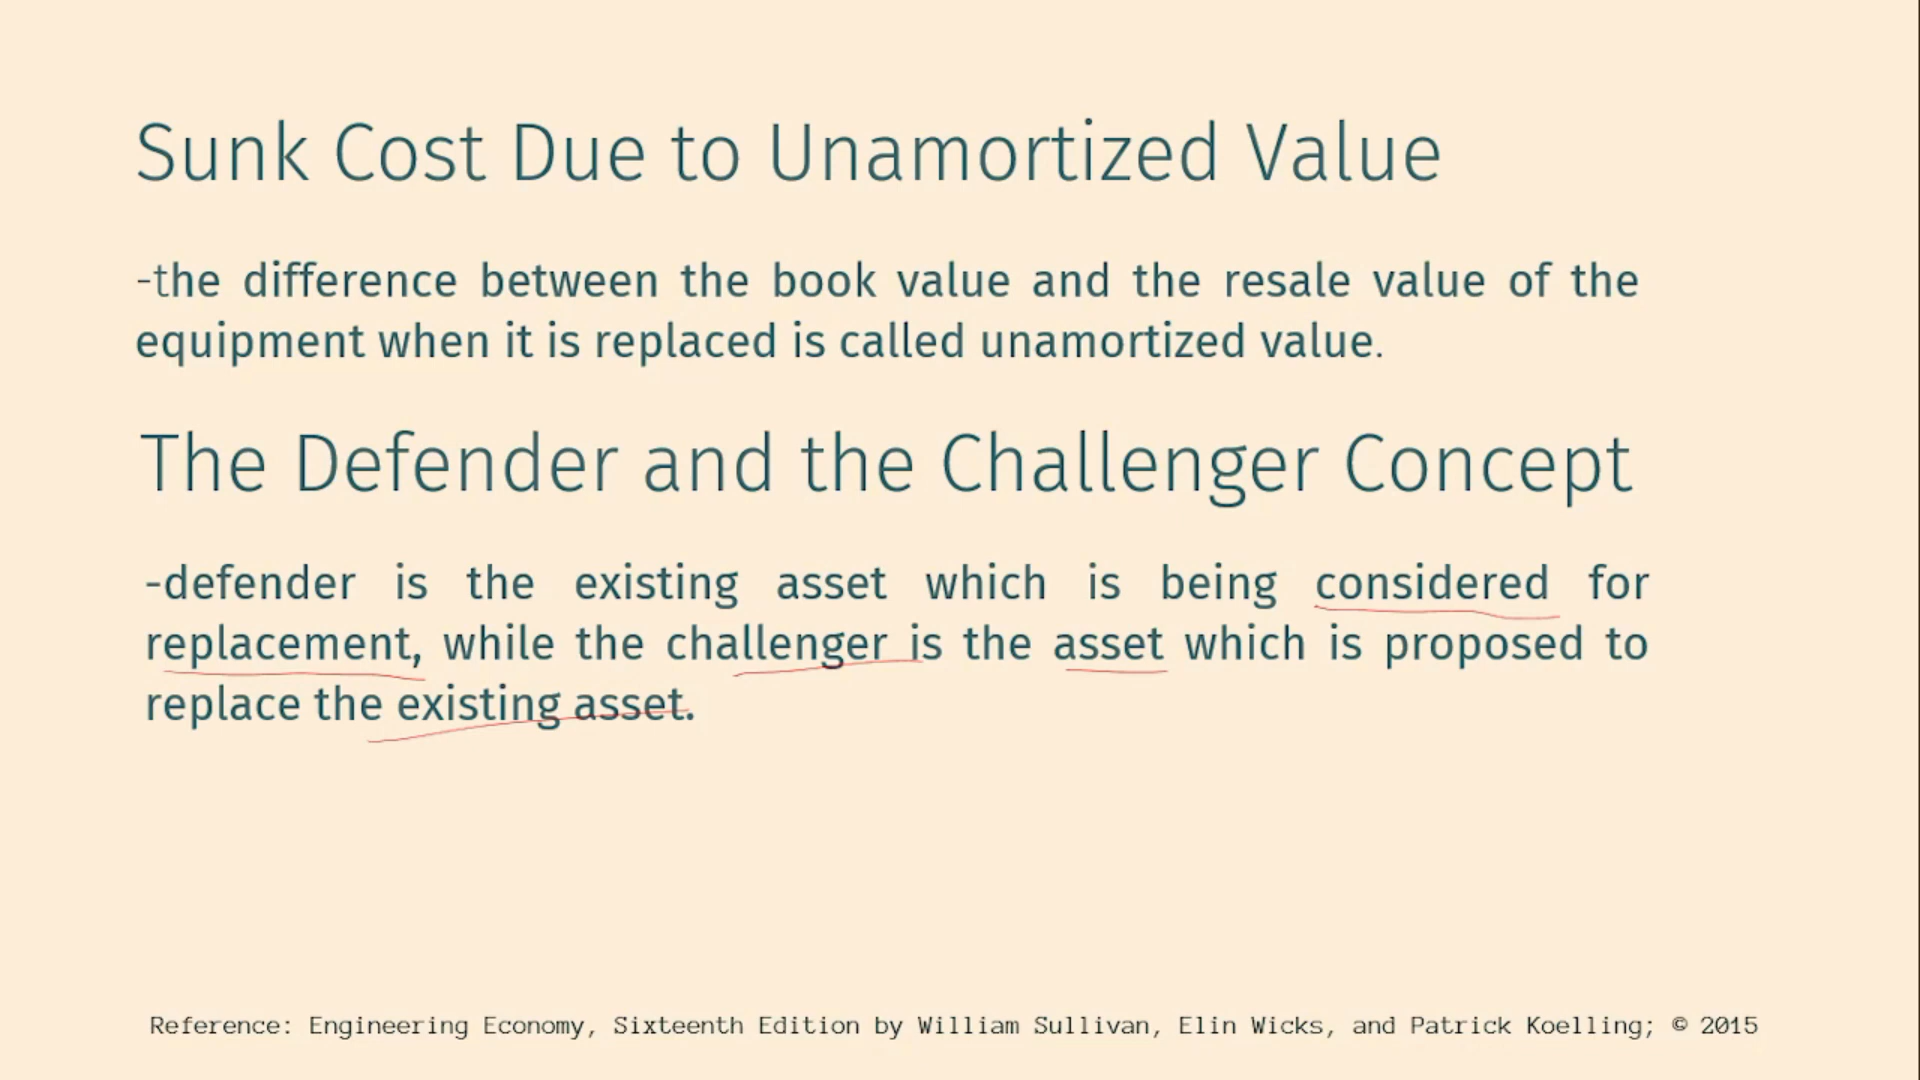 Sunk Cost Due to Unamortized Value
-the difference between the book value and the resale value of the
equipment when it is replaced is called unamortized value.
The Defender and the Challenger Concept
-defender is the existing asset which is being considered for
replacement, while the challenger is the asset which is proposed to
replace the existing asset.
Reference: Engineering Economy, Sixteenth Edition by William Sullivan, Elin Wicks, and Patrick Koelling; © 2015